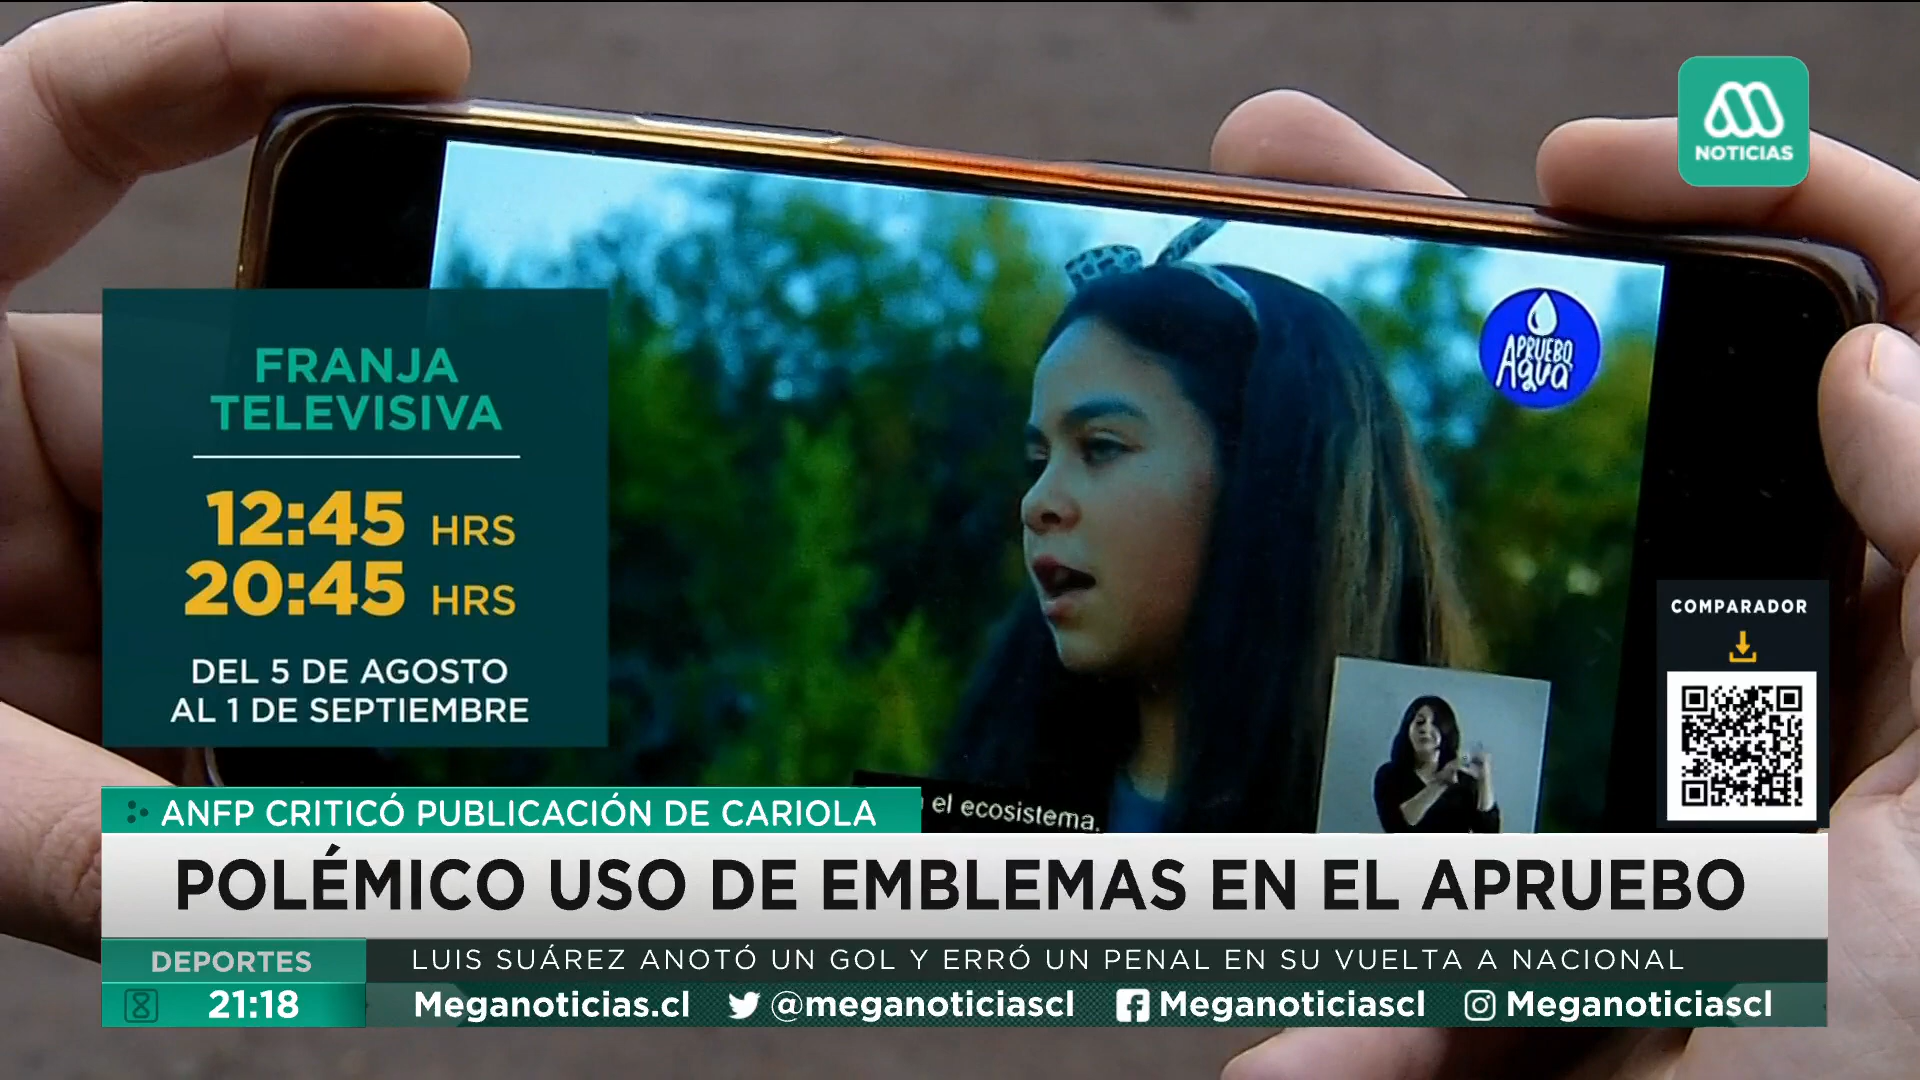 NOTICIAS
APRUEBO
Agua
FRANJA
TELEVISIVA
12:45 HRS
20:45 HRS
DEL 5 DE AGOSTO
AL 1 DE SEPTIEMBRE
COMPARADOR
el ecosistema.
ANFP CRITICÓ PUBLICACIÓN DE CARIOLA
POLÉMICO USO DE EMBLEMAS EN EL APRUEBO
DEPORTES LUIS SUÁREZ ANOTÓ UN GOL Y ERRÓ UN PENAL EN SU VUELTA A NACIONAL
21:18 Meganoticias.cl @meganoticiascl Meganoticiascl Meganoticiascl